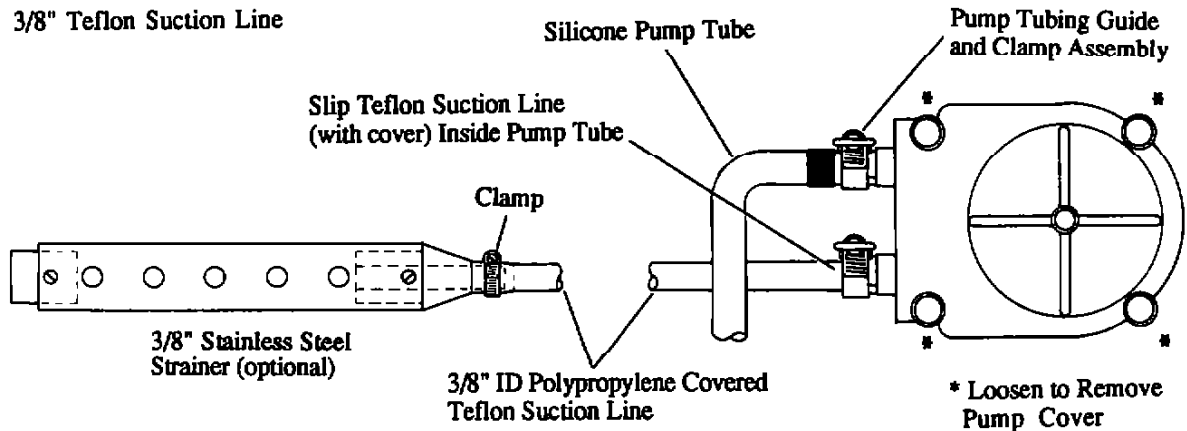 3/8" Teflon Suction Line
Silicone Pump Tube
Pump Tubing Guide
and Clamp Assembly
Slip Teflon Suction Line
(with cover) Inside Pump Tube
Clamp
3/8" Stainless Steel
Strainer (optional)
3/8" ID Polypropylene Covered
Teflon Suction Line
* Loosen to Remove
Pump Cover
*
*
*
*